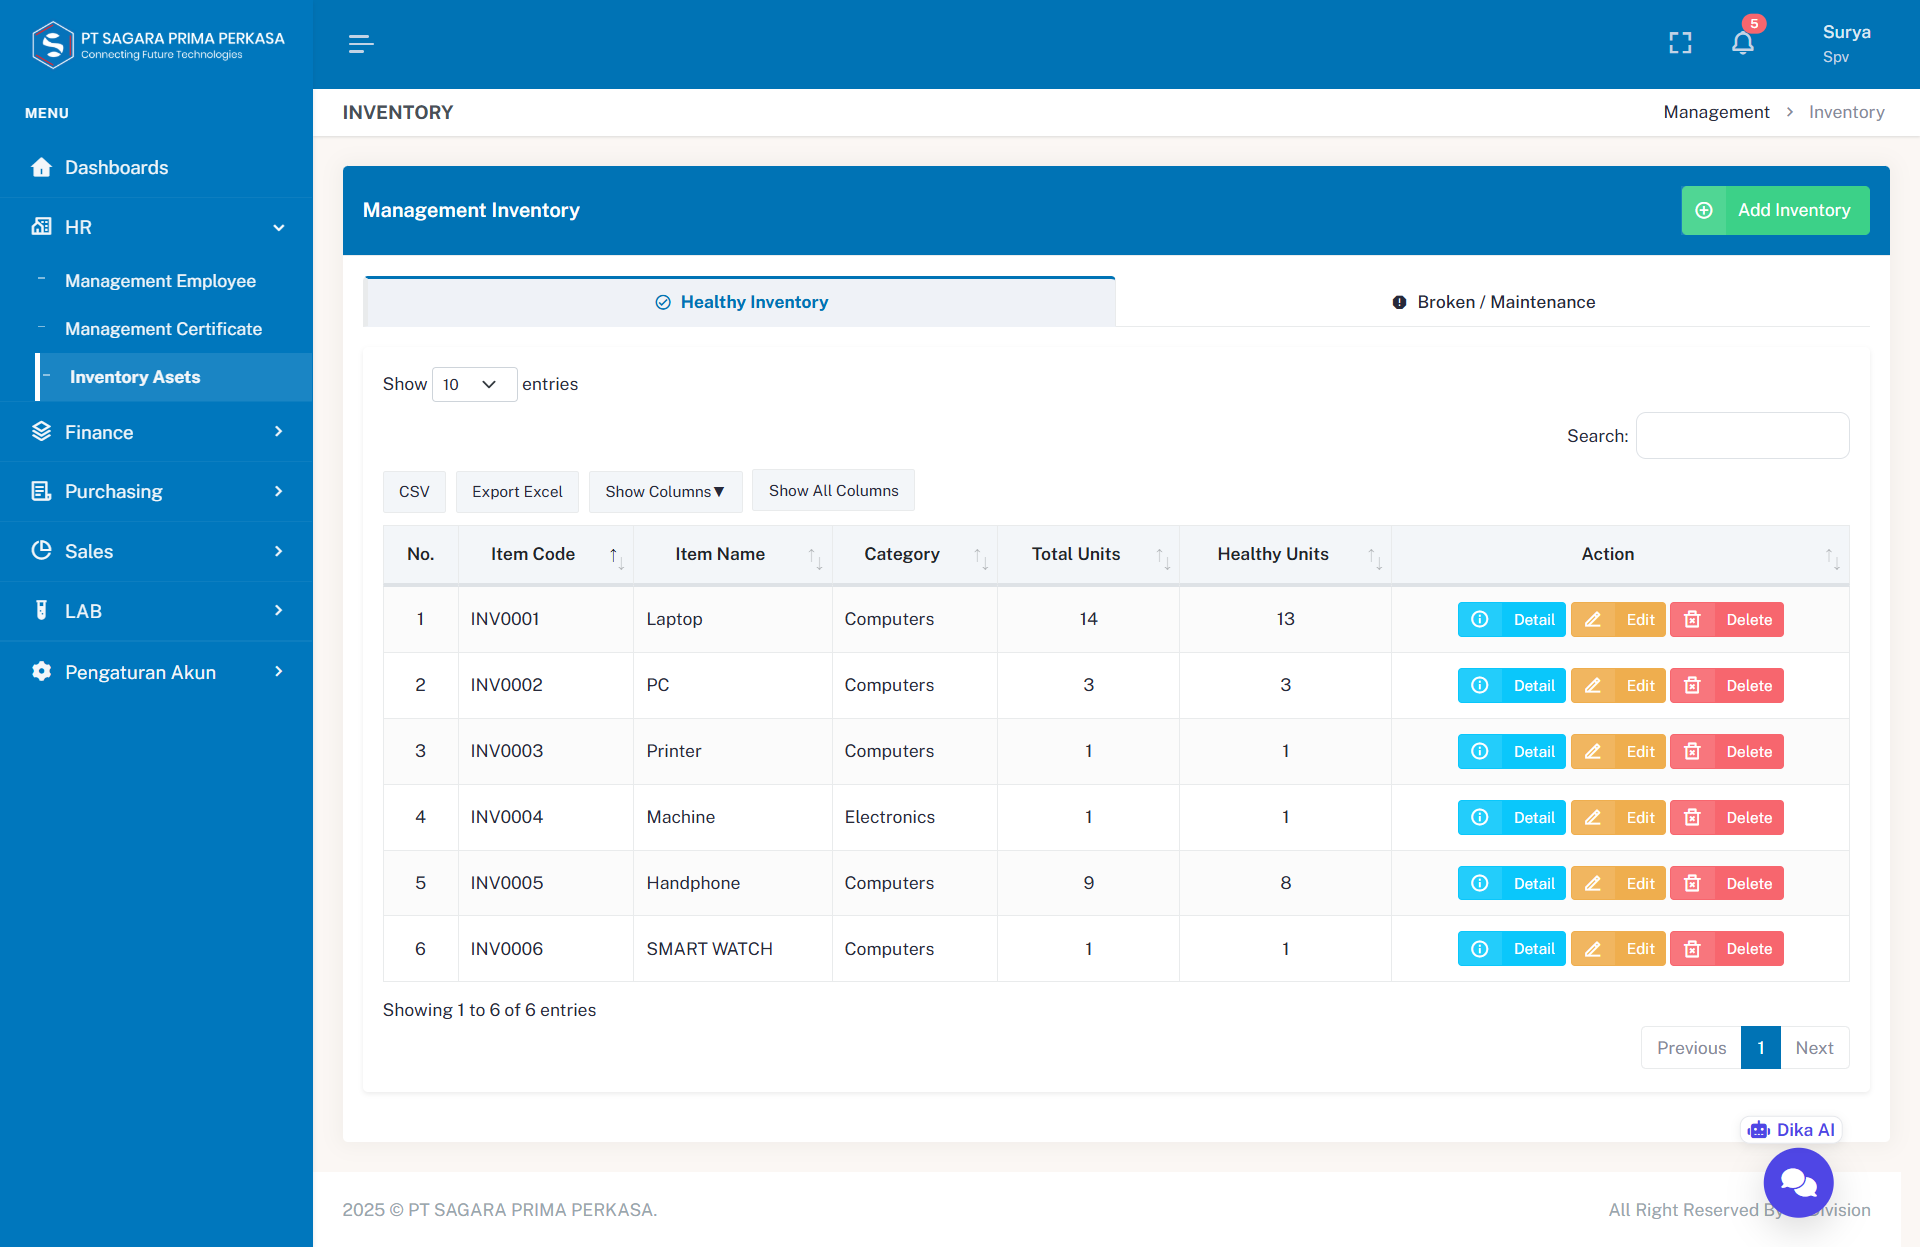 PT SAGARA PRIMA PERKASA
Connecting Future Technologies
5
Surya
Spv
MENU
INVENTORY
Management > Inventory
Dashboards
HR
Management Employee
Management Certificate
Inventory Asets
Finance
Purchasing
Sales
LAB
Pengaturan Akun
Management Inventory
Add Inventory
Healthy Inventory
Broken / Maintenance
Show 10 entries
Search:
CSV Export Excel Show Columns▼ Show All Columns
No. Item Code Item Name Category Total Units Healthy Units Action
1 INV0001 Laptop Computers 14 13 Detail Edit Delete
2 INV0002 PC Computers 3 3 Detail Edit Delete
3 INV0003 Printer Computers 1 1 Detail Edit Delete
4 INV0004 Machine Electronics 1 1 Detail Edit Delete
5 INV0005 Handphone Computers 9 8 Detail Edit Delete
6 INV0006 SMART WATCH Computers 1 1 Detail Edit Delete
Showing 1 to 6 of 6 entries
Previous 1 Next
Dika AI
2025 © PT SAGARA PRIMA PERKASA.
All Right Reserved By